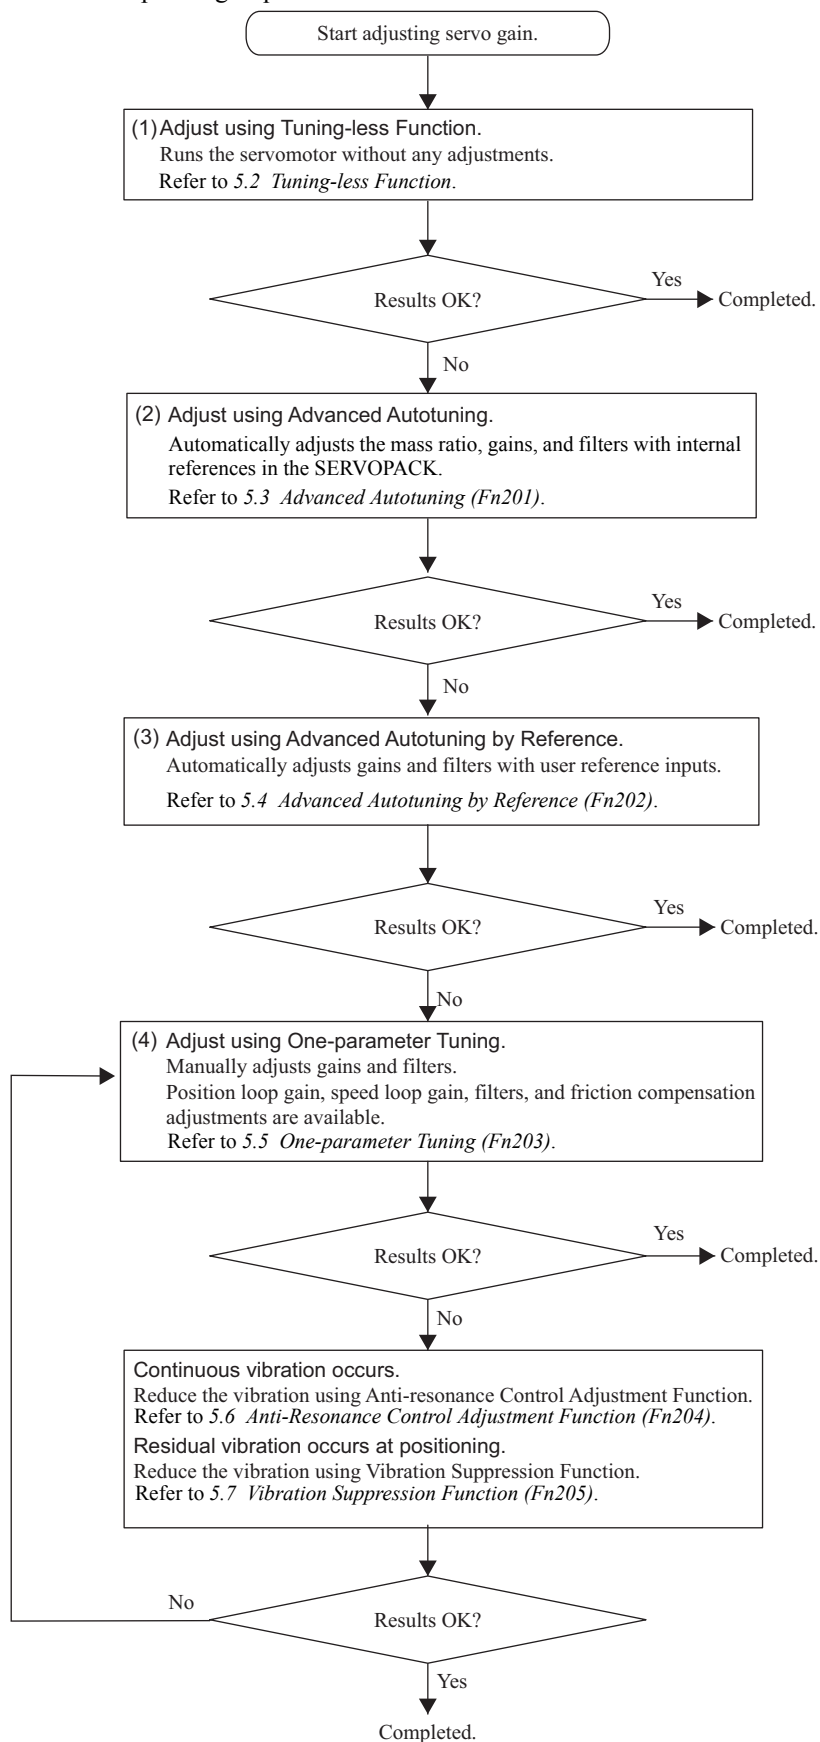 Start adjusting servo gain.
(1) Adjust using Tuning-less Function.
Runs the servomotor without any adjustments.
Refer to 5.2 Tuning-less Function.
Results OK?
Yes
Completed.
No
(2) Adjust using Advanced Autotuning.
Automatically adjusts the mass ratio, gains, and filters with internal
references in the SERVOPACK.
Refer to 5.3 Advanced Autotuning (Fn201).
Results OK?
Yes
Completed.
No
(3) Adjust using Advanced Autotuning by Reference.
Automatically adjusts gains and filters with user reference inputs.
Refer to 5.4 Advanced Autotuning by Reference (Fn202).
Results OK?
Yes
Completed.
No
(4) Adjust using One-parameter Tuning.
Manually adjusts gains and filters.
Position loop gain, speed loop gain, filters, and friction compensation
adjustments are available.
Refer to 5.5 One-parameter Tuning (Fn203).
Results OK?
Yes
Completed.
No
Continuous vibration occurs.
Reduce the vibration using Anti-resonance Control Adjustment Function.
Refer to 5.6 Anti-Resonance Control Adjustment Function (Fn204).
Residual vibration occurs at positioning.
Reduce the vibration using Vibration Suppression Function.
Refer to 5.7 Vibration Suppression Function (Fn205).
No
Results OK?
Yes
Completed.